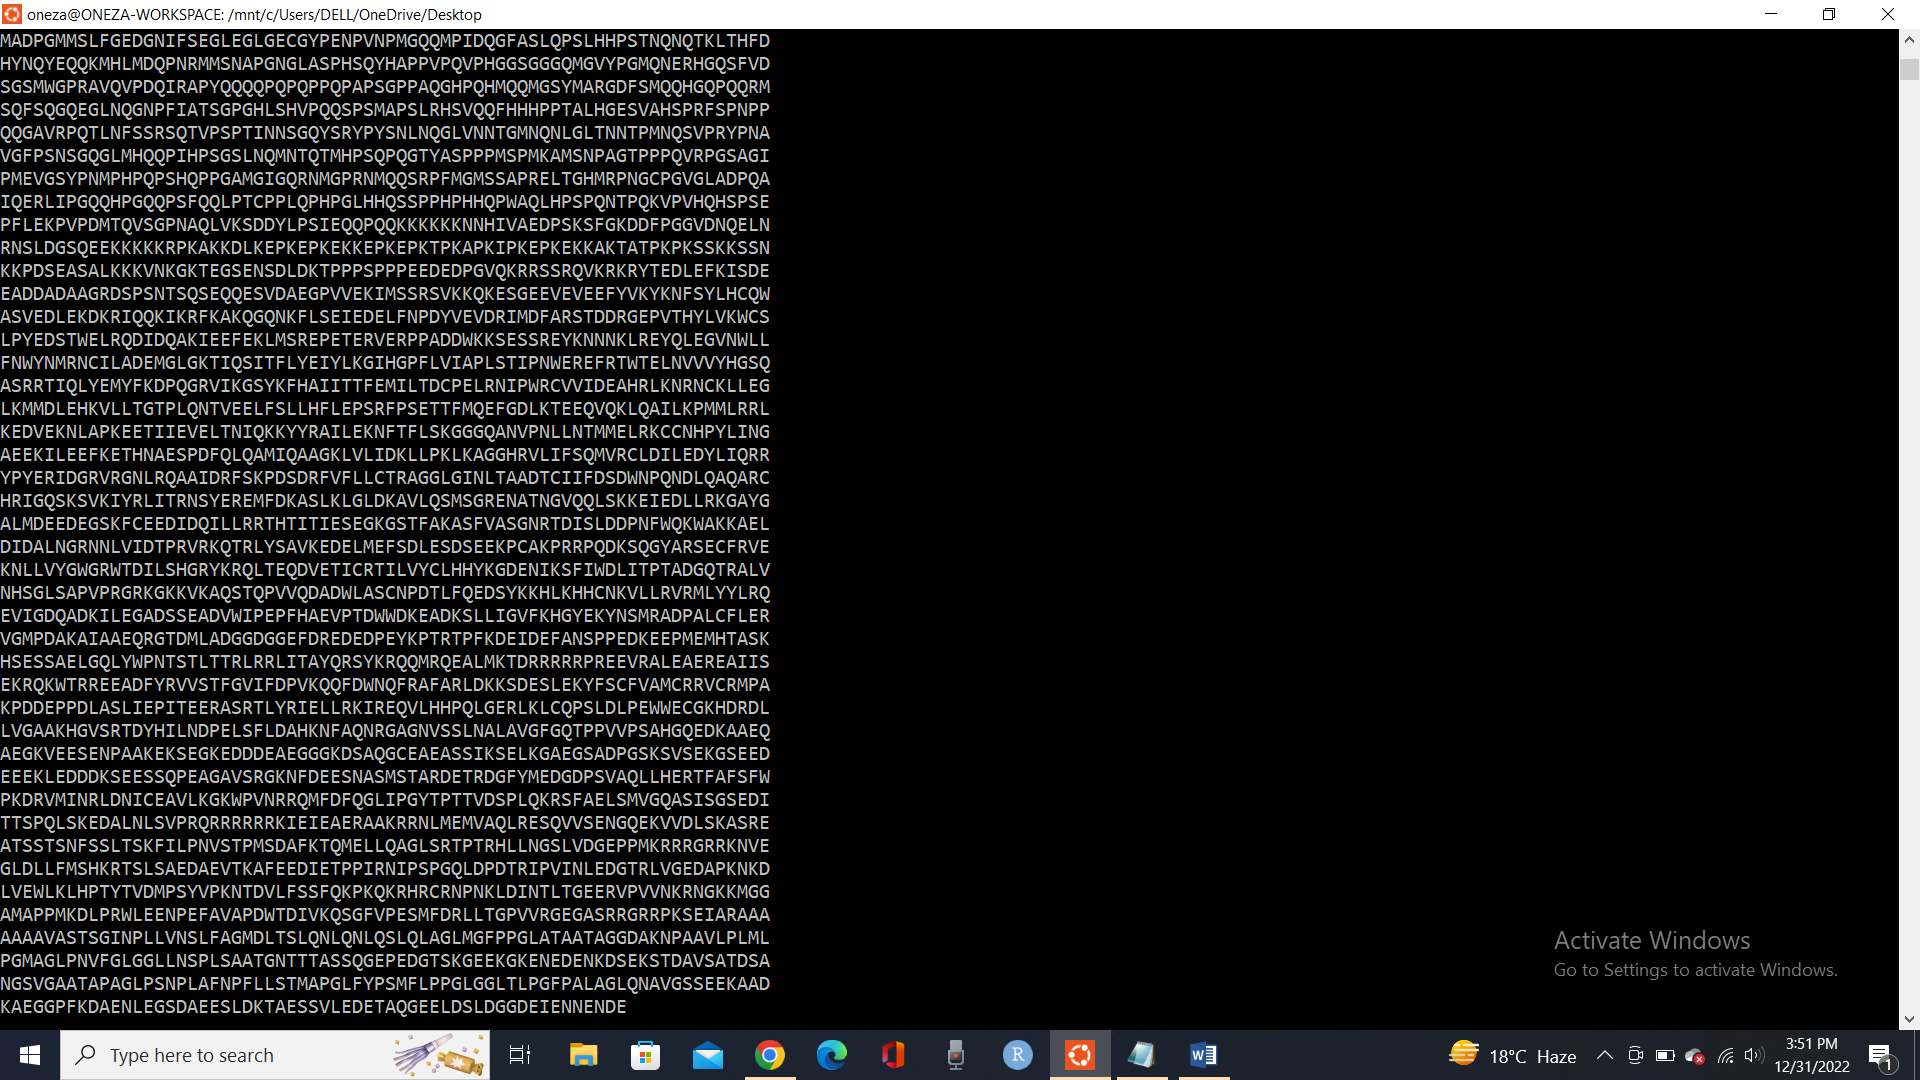 oneza@ONEZA-WORKSPACE: /mnt/c/Users/DELL/OneDrive/Desktop
MADPGMMSLFGEDGNIFSEGLEGLGECGYPENPVNPMGQQMPIDQGFASLQPSLHHPSTNQNQTKLTHFD
HYNQYEQQKMHLMDQPNRMMSNAPGNGLASPHSQYHAPPVPQVPHGGSGGGQMGVYPGMQNERHGQSFVD
SGSMWGPRAVQVPDQIRAPYQQQQPQPQPPQPAPSGPPAQGHPQHMQQMGSYMARGDFSMQQHGQPQQRM
SQFSQGQEGLNQGNPFIATSGPGHLSHVPQQSPSMAPSLRHSVQQFHHHPPTALHGESVAHSPRFSPNPP
QQGAVRPQTLNFSSRSQTVPSPTINNSGQYSRYPYSNLNQGLVNNTGMNQNLGLTNNTPMNQSVPRYPNA
VGFPSNSGQGLMHQQPIHPSGSLNQMNTQTMHPSQPQGTYASPPPMSPMKAMSNPAGTPPPQVRPGSAGI
PMEVGSYPNMPHPQPSHQPPGAMGIGQRNMGPRNMQQSRPFMGMSSAPRELTGHMRPNGCPGVGLADPQA
IQERLIPGQQHPGQQPSFQQLPTCPPLQPHPGLHHQSSPPHPHHQPWAQLHPSPQNTPQKVPVHQHSPSE
PFLEKPVPDMTQVSGPNAQLVKSDDYLPSIEQQPQQKKKKKKNNHIVAEDPSKSFGKDDFPGGVDNQELN
RNSLDGSQEEKKKKKRPKAKKDLKEPKEPKEKKEPKEPKTPKAPKIPKEPKEKKAKTATPKPKSSKKSSN
KKPDSEASALKKKVNKGKTEGSENSDLDKTPPPSPPPEEDEDPGVQKRRSSRQVKRKRYTEDLEFKISDE
EADDADAAGRDSPSNTSQSEQQESVDAEGPVVEKIMSSRSVKKQKESGEEVEVEEFYVKYKNFSYLHCQW
ASVEDLEKDKRIQQKIKRFKAKQGQNKFLSEIEDELFNPDYVEVDRIMDFARSTDDRGEPVTHYLVKWCS
LPYEDSTWELRQDIDQAKIEEFEKLMSREPETERVERPPADDWKKSESSREYKNNNKLREYQLEGVNWLL
FNWYNMRNCILADEMGLGKTIQSITFLYEIYLKGIHGPFLVIAPLSTIPNWEREFRTWTELNVVVYHGSQ
ASRRTIQLYEMYFKDPQGRVIKGSYKFHAIITTFEMILTDCPELRNIPWRCVVIDEAHRLKNRNCKLLEG
LKMMDLEHKVLLTGTPLQNTVEELFSLLHFLEPSRFPSETTFMQEFGDLKTEEQVQKLQAILKPMMLRRL
KEDVEKNLAPKEETIIEVELTNIQKKYYRAILEKNFTFLSKGGGQANVPNLLNTMMELRKCCNHPYLING
AEEKILEEFKETHNAESPDFQLQAMIQAAGKLVLIDKLLPKLKAGGHRVLIFSQMVRCLDILEDYLIQRR
YPYERIDGRVRGNLRQAAIDRFSKPDSDRFVFLLCTRAGGLGINLTAADTCIIFDSDWNPQNDLQAQARC
HRIGQSKSVKIYRLITRNSYEREMFDKASLKLGLDKAVLQSMSGRENATNGVQQLSKKEIEDLLRKGAYG
ALMDEEDEGSKFCEEDIDQILLRRTHTITIESEGKGSTFAKASFVASGNRTDISLDDPNFWQKWAKKAEL
DIDALNGRNNLVIDTPRVRKQTRLYSAVKEDELMEFSDLESDSEEKPCAKPRRPQDKSQGYARSECFRVE
KNLLVYGWGRWTDILSHGRYKRQLTEQDVETICRTILVYCLHHYKGDENIKSFIWDLITPTADGQTRALV
NHSGLSAPVPRGRKGKKVKAQSTQPVVQDADWLASCNPDTLFQEDSYKKHLKHHCNKVLLRVRMLYYLRQ
EVIGDQADKILEGADSSEADVWIPEPFHAEVPTDWWDKEADKSLLIGVFKHGYEKYNSMRADPALCFLER
VGMPDAKAIAAEQRGTDMLADGGDGGEFDREDEDPEYKPTRTPFKDEIDEFANSPPEDKEEPMEMHTASK
HSESSAELGQLYWPNTSTLTTRLRRLITAYQRSYKRQQMRQEALMKTDRRRRRPREEVRALEAEREAIIS
EKRQKWTRREEADFYRVVSTFGVIFDPVKQQFDWNQFRAFARLDKKSDESLEKYFSCFVAMCRRVCRMPA
KPDDEPPDLASLIEPITEERASRTLYRIELLRKIREQVLHHPQLGERLKLCQPSLDLPEWWECGKHDRDL
LVGAAKHGVSRTDYHILNDPELSFLDAHKNFAQNRGAGNVSSLNALAVGFGQTPPVVPSAHGQEDKAAEQ
AEGKVEESENPAAKEKSEGKEDDDEAEGGGKDSAQGCEAEASSIKSELKGAEGSADPGSKSVSEKGSEED
EEEKLEDDDKSEESSQPEAGAVSRGKNFDEESNASMSTARDETRDGFYMEDGDPSVAQLLHERTFAFSFW
PKDRVMINRLDNICEAVLKGKWPVNRRQMFDFQGLIPGYTPTTVDSPLQKRSFAELSMVGQASISGSEDI
TTSPQLSKEDALNLSVPRQRRRRRRKIEIEAERAAKRRNLMEMVAQLRESQVVSENGQEKVVDLSKASRE
ATSSTSNFSSLTSKFILPNVSTPMSDAFKTQMELLQAGLSRTPTRHLLNGSLVDGEPPMKRRRGRRKNVE
GLDLLFMSHKRTSLSAEDAEVTKAFEEDIETPPIRNIPSPGQLDPDTRIPVINLEDGTRLVGEDAPKNKD
LVEWLKLHPTYTVDMPSYVPKNTDVLFSSFQKPKQKRHRCRNPNKLDINTLTGEERVPVVNKRNGKKMGG
AMAPPMKDLPRWLEENPEFAVAPDWTDIVKQSGFVPESMFDRLLTGPVVRGEGASRRGRRPKSEIARAAA
AAAAVASTSGINPLLVNSLFAGMDLTSLQNLQNLQSLQLAGLMGFPPGLATAATAGGDAKNPAAVLPLML
PGMAGLPNVFGLGGLLNSPLSAATGNTTTASSQGEPEDGTSKGEEKGKENEDENKDSEKSTDAVSATDSA
NGSVGAATAPAGLPSNPLAFNPFLLSTMAPGLFYPSMFLPPGLGGLTLPGFPALAGLQNAVGSSEEKAAD
KAEGGPFKDAENLEGSDAEESLDKTAESSVLEDETAQGEELDSLDGGDEIENNENDE
Activate Windows
Go to Settings to activate Windows.
Type here to search
18°C Haze
3:51 PM
12/31/2022
1